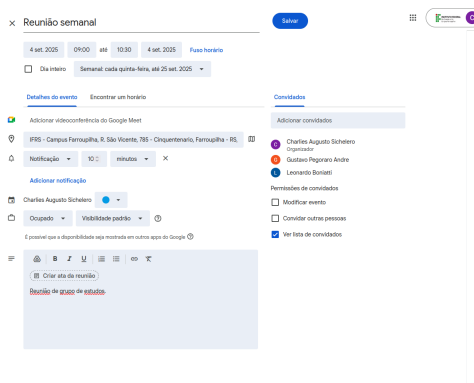 Reunião semanal
Salvar
4 set. 2025 09:00 até 10:30 4 set. 2025 Fuso horário
Dia inteiro Semanal: cada quinta-feira, até 25 set. 2025
Detalhes do evento Encontrar um horário
Convidados
Adicionar videoconferência do Google Meet
Adicionar convidados
IFRS - Campus Farroupilha, R. São Vicente, 785 - Cinquentenário, Farroupilha - RS,
Notificação 10 minutos
Adicionar notificação
Charles Augusto Sichelero
Ocupado Visibilidade padrão
É possível que a disponibilidade seja mostrada em outros apps do Google
B I U
Criar ata da reunião
Reunião de grupo de estudos.
Charlies Augusto Sichelero
Organizador
Gustavo Pegoraro Andre
Leonardo Boniatti
Permissões de convidados
Modificar evento
Convidar outras pessoas
Ver lista de convidados